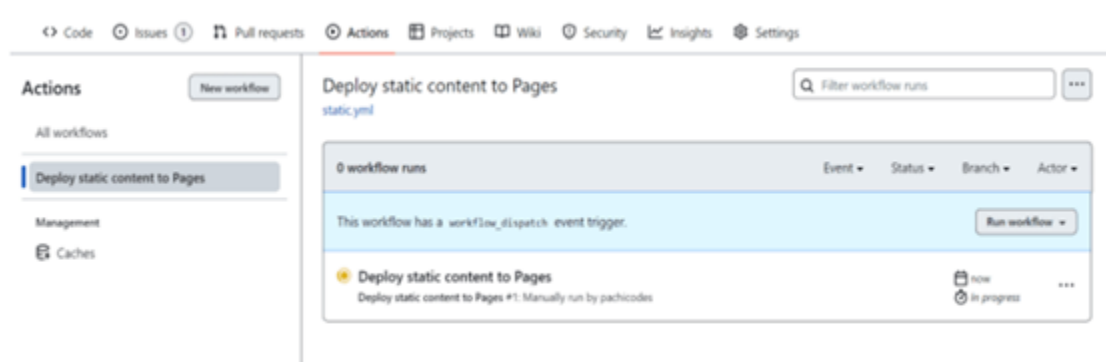 Code Issues 1 Pull requests Actions Projects Wiki Security Insights Settings
Actions
New workflow
All workflows
Deploy static content to Pages
Management
Caches
Deploy static content to Pages
static.yml
Filter workflow runs
0 workflow runs
Event Status Branch Actor
This workflow has a workflow_dispatch event trigger.
Run workflow
Deploy static content to Pages
Deploy static content to Pages #1: Manually run by pachicodes
now
In progress